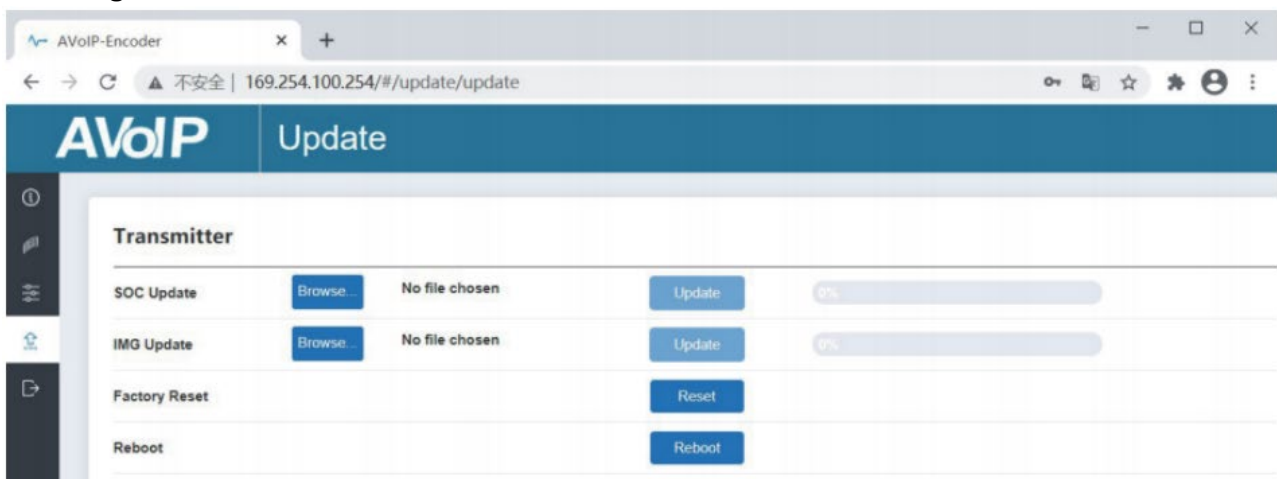 AVoIP-Encoder
不安全 | 169.254.100.254/#/update/update
AVoIP Update
Transmitter
SOC Update Browse... No file chosen Update 0%
IMG Update Browse... No file chosen Update 0%
Factory Reset Reset
Reboot Reboot